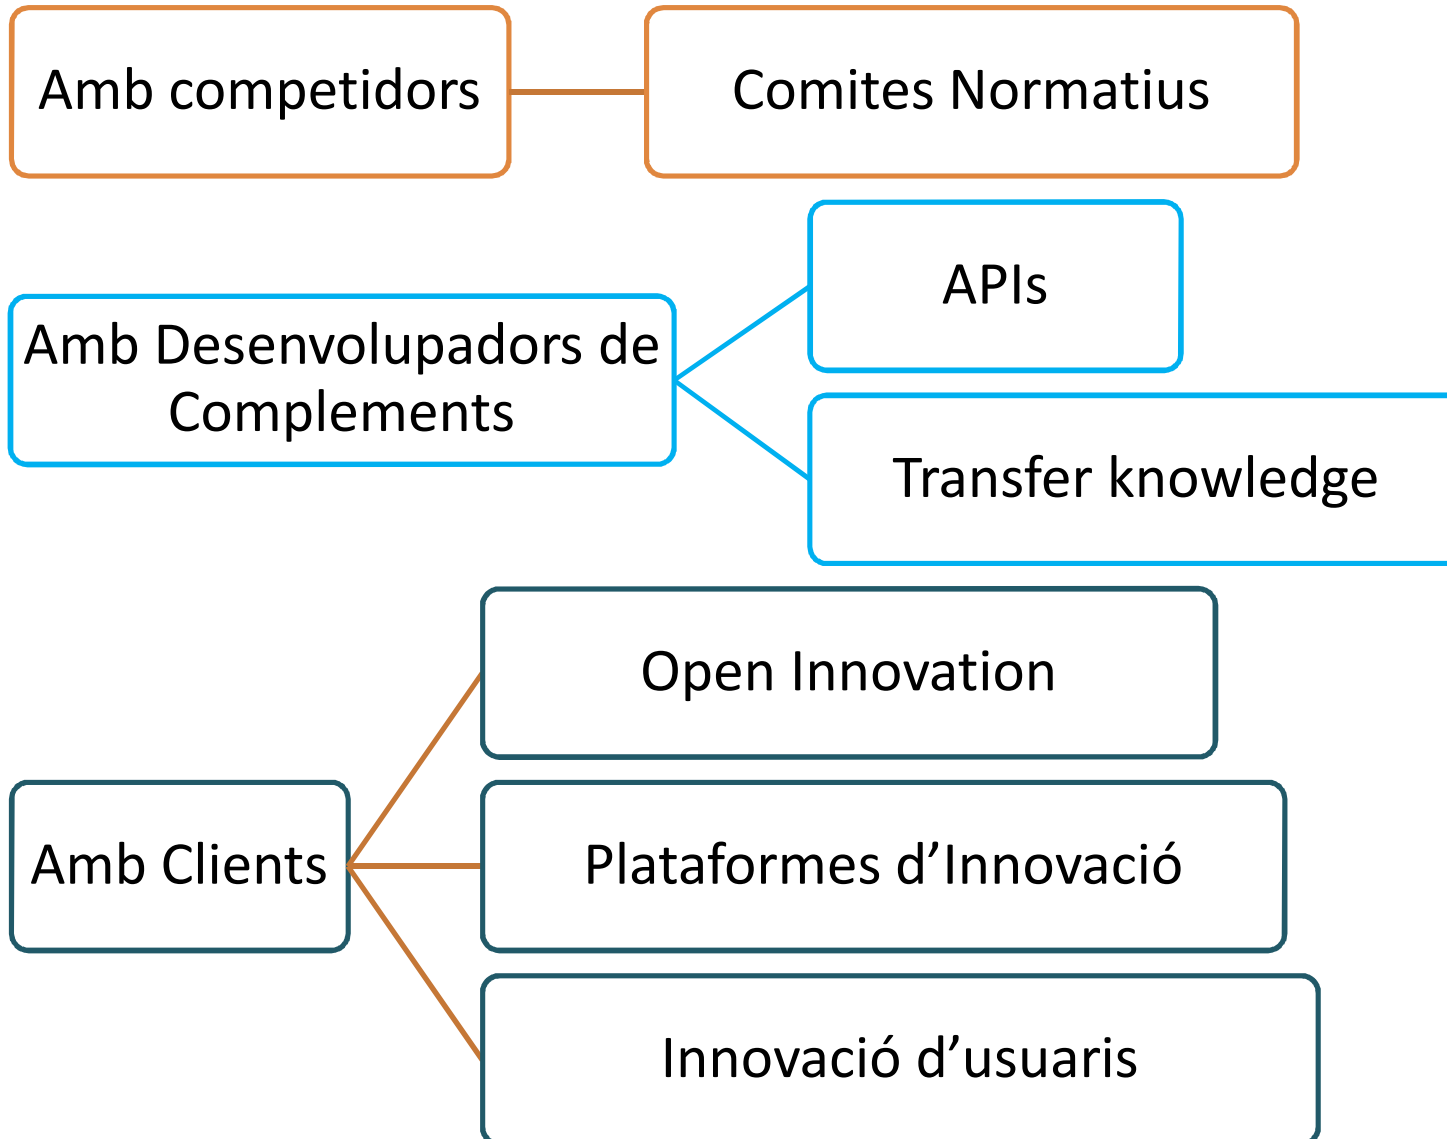 Amb competidors
Comites Normatius
Amb Desenvolupadors de
Complements
APIs
Transfer knowledge
Amb Clients
Open Innovation
Plataformes d’Innovació
Innovació d’usuaris